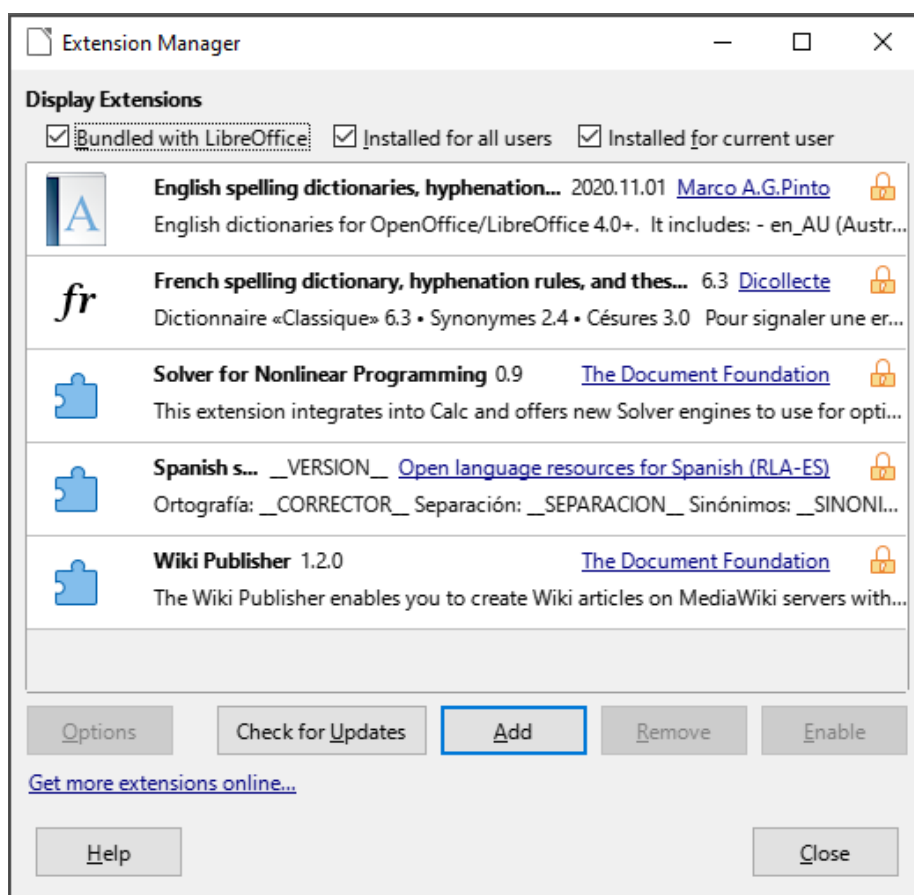 Extension Manager
Display Extensions
Bundled with LibreOffice Installed for all users Installed for current user
English spelling dictionaries, hyphenation... 2020.11.01 Marco A.G.Pinto
English dictionaries for OpenOffice/LibreOffice 4.0+. It includes: - en_AU (Austr...
fr
French spelling dictionary, hyphenation rules, and thes... 6.3 Dicollecte
Dictionnaire «Classique» 6.3 • Synonymes 2.4 • Césures 3.0 Pour signaler une er...
Solver for Nonlinear Programming 0.9 The Document Foundation
This extension integrates into Calc and offers new Solver engines to use for opti...
Spanish s... __VERSION__ Open language resources for Spanish (RLA-ES)
Ortografía: __CORRECTOR__ Separación: __SEPARACION__ Sinónimos: __SINONI...
Wiki Publisher 1.2.0 The Document Foundation
The Wiki Publisher enables you to create Wiki articles on MediaWiki servers with...
Options Check for Updates Add Remove Enable
Get more extensions online...
Help Close